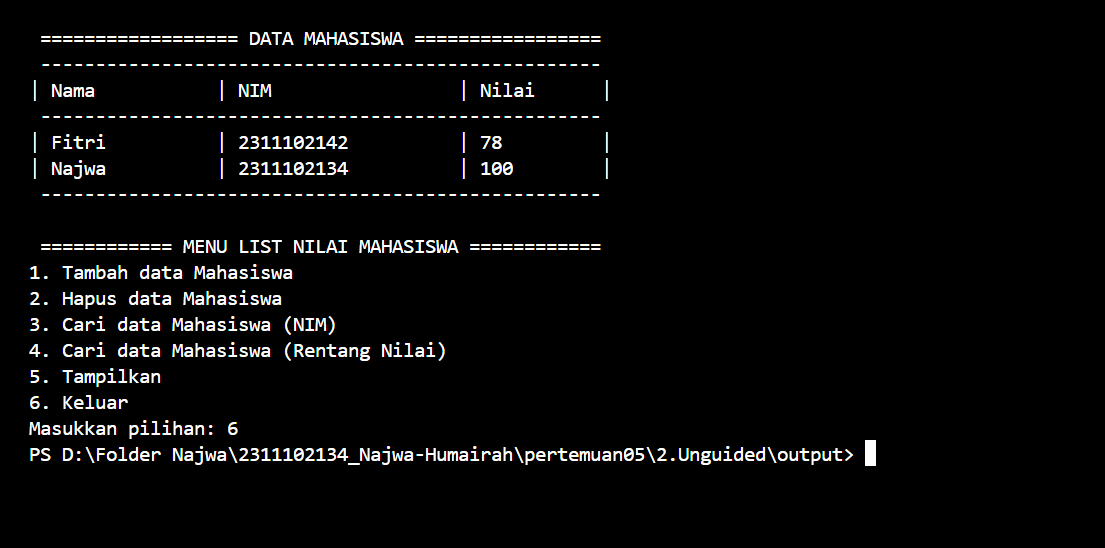 ================== DATA MAHASISWA =================
---------------------------------------------------
| Nama           | NIM                 | Nilai      |
---------------------------------------------------
| Fitri          | 2311102142          | 78         |
| Najwa          | 2311102134          | 100        |
---------------------------------------------------
============ MENU LIST NILAI MAHASISWA ============
1. Tambah data Mahasiswa
2. Hapus data Mahasiswa
3. Cari data Mahasiswa (NIM)
4. Cari data Mahasiswa (Rentang Nilai)
5. Tampilkan
6. Keluar
Masukkan pilihan: 6
PS D:\Folder Najwa\2311102134_Najwa-Humairah\pertemuan05\2.Unguided\output>